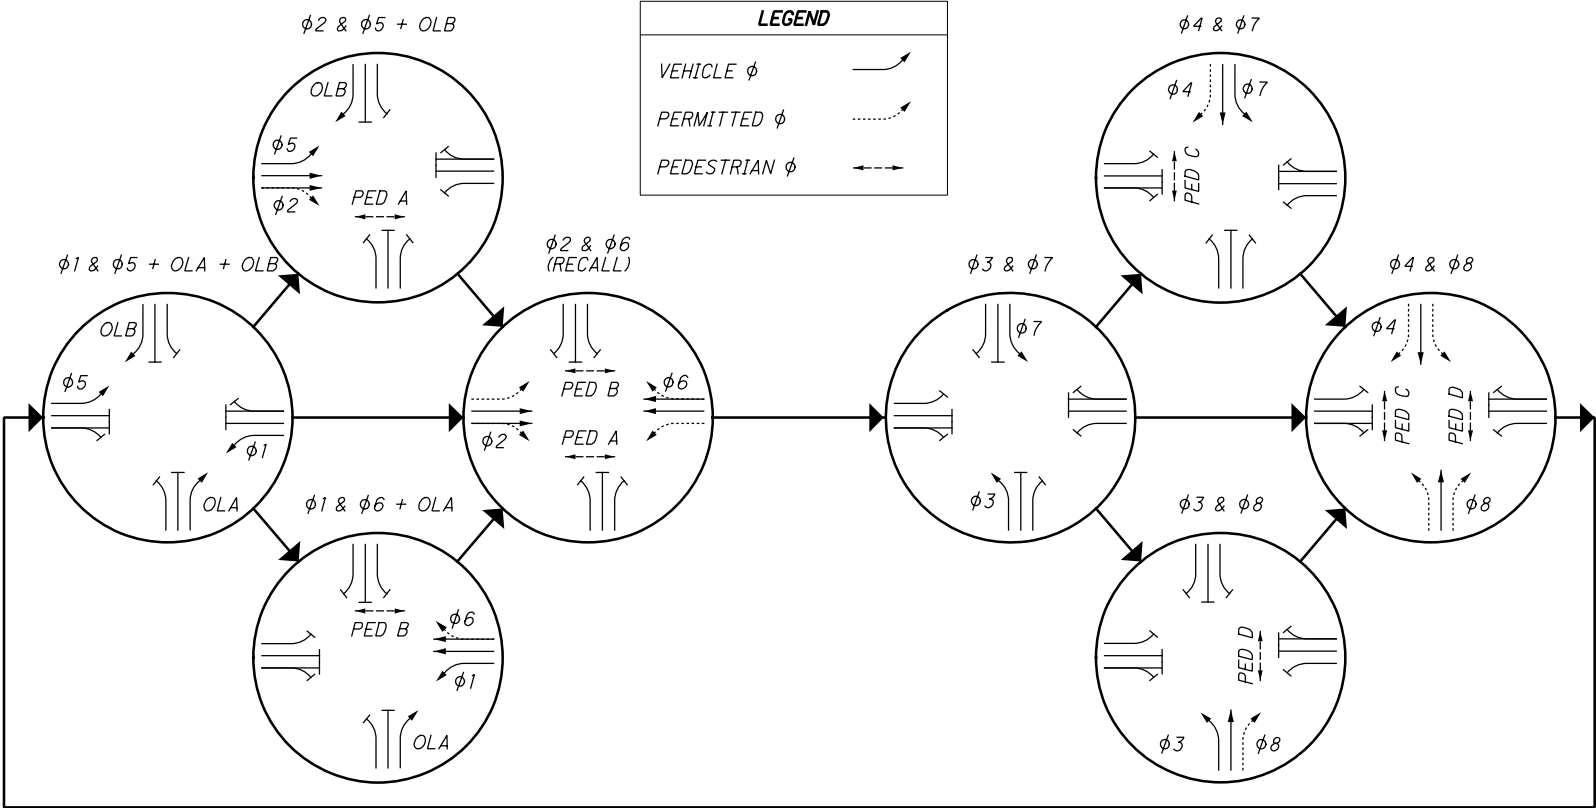 LEGEND
VEHICLE ϕ
PERMITTED ϕ
PEDESTRIAN ϕ
ϕ2 & ϕ5 + OLB
OLB
ϕ5
ϕ2
PED A
ϕ1 & ϕ5 + OLA + OLB
OLB
ϕ5
ϕ1
OLA
ϕ2 & ϕ6
(RECALL)
PED B
ϕ6
ϕ2
PED A
ϕ1 & ϕ6 + OLA
PED B
ϕ6
ϕ1
OLA
ϕ4 & ϕ7
ϕ4
ϕ7
PED C
ϕ3 & ϕ7
ϕ7
ϕ3
ϕ4 & ϕ8
ϕ4
PED C
PED D
ϕ8
ϕ3 & ϕ8
PED D
ϕ3
ϕ8